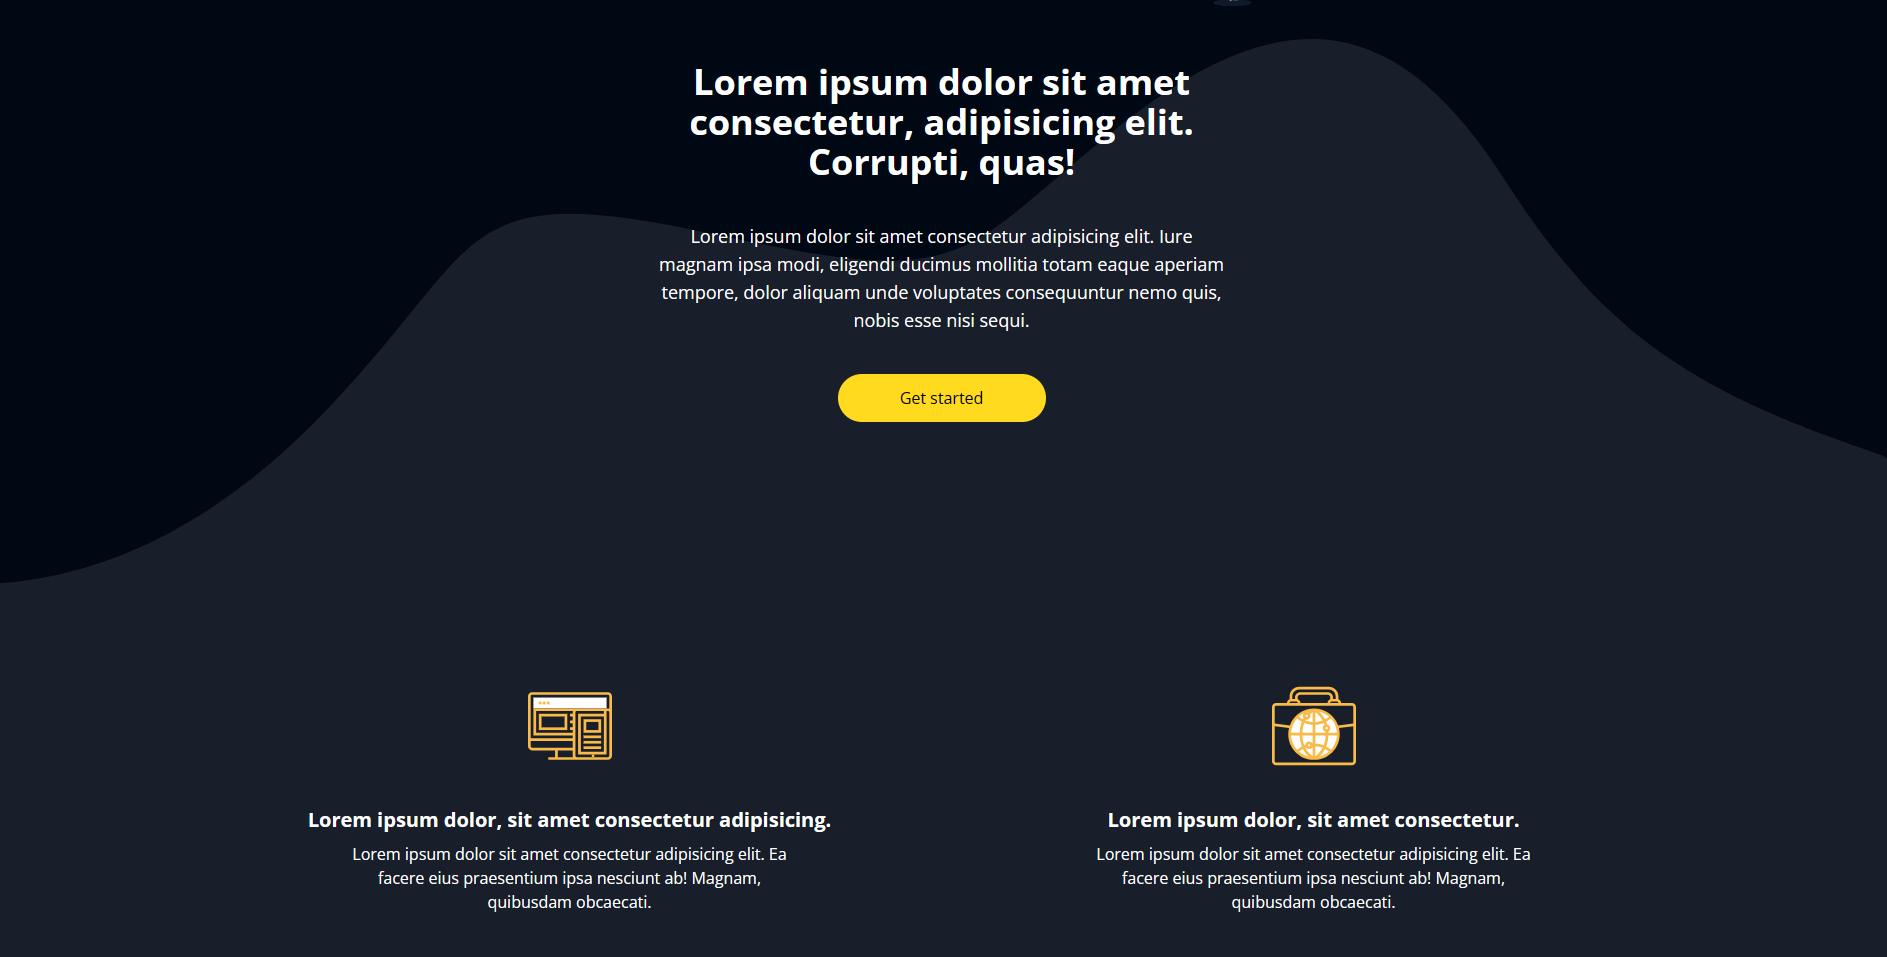 Lorem ipsum dolor sit amet
consectetur, adipisicing elit.
Corrupti, quas!
Lorem ipsum dolor sit amet consectetur adipisicing elit. Iure
magnam ipsa modi, eligendi ducimus mollitia totam eaque aperiam
tempore, dolor aliquam unde voluptates consequuntur nemo quis,
nobis esse nisi sequi.
Get started
Lorem ipsum dolor, sit amet consectetur adipisicing.
Lorem ipsum dolor sit amet consectetur adipisicing elit. Ea
facere eius praesentium ipsa nesciunt ab! Magnam,
quibusdam obcaecati.
Lorem ipsum dolor, sit amet consectetur.
Lorem ipsum dolor sit amet consectetur adipisicing elit. Ea
facere eius praesentium ipsa nesciunt ab! Magnam,
quibusdam obcaecati.